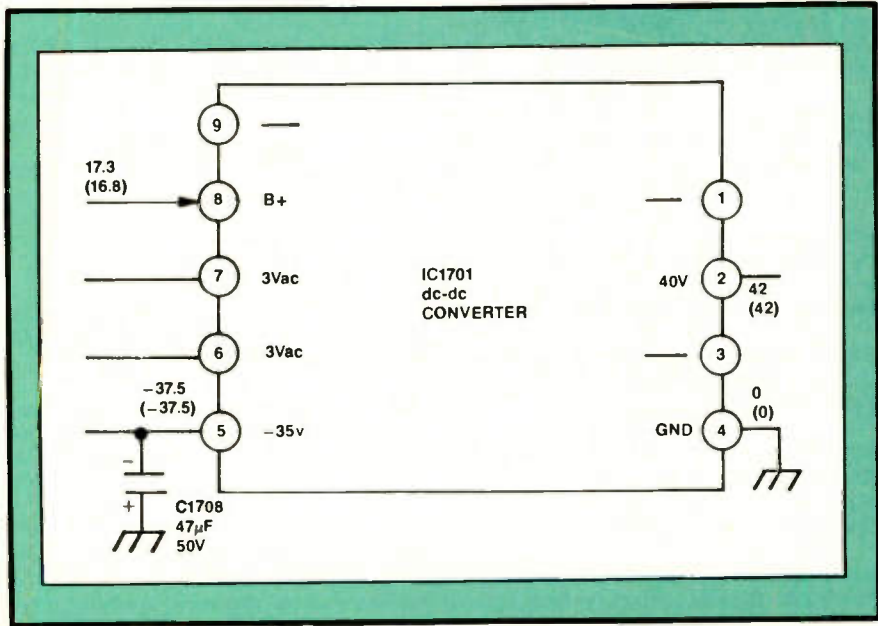 9
17.3
(16.8)
8 B+
7 3Vac
6 3Vac
-37.5
(-37.5)
5 -35v
-
+
C1708
47µF
50V
IC1701
dc-dc
CONVERTER
1
40V 2
42
(42)
3
0
(0)
GND 4